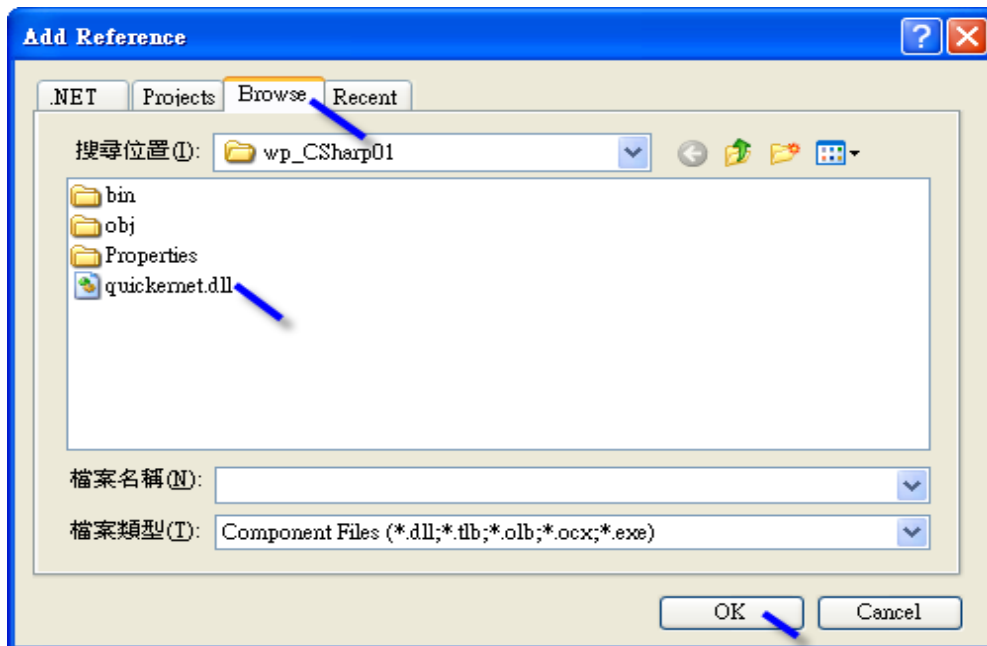 Add Reference
.NET Projects Browse Recent
搜尋位置(I): wp_CSharp01
bin
obj
Properties
quickernet.dll
檔案名稱(N):
檔案類型(T): Component Files (*.dll;*.tlb;*.olb;*.ocx;*.exe)
OK Cancel